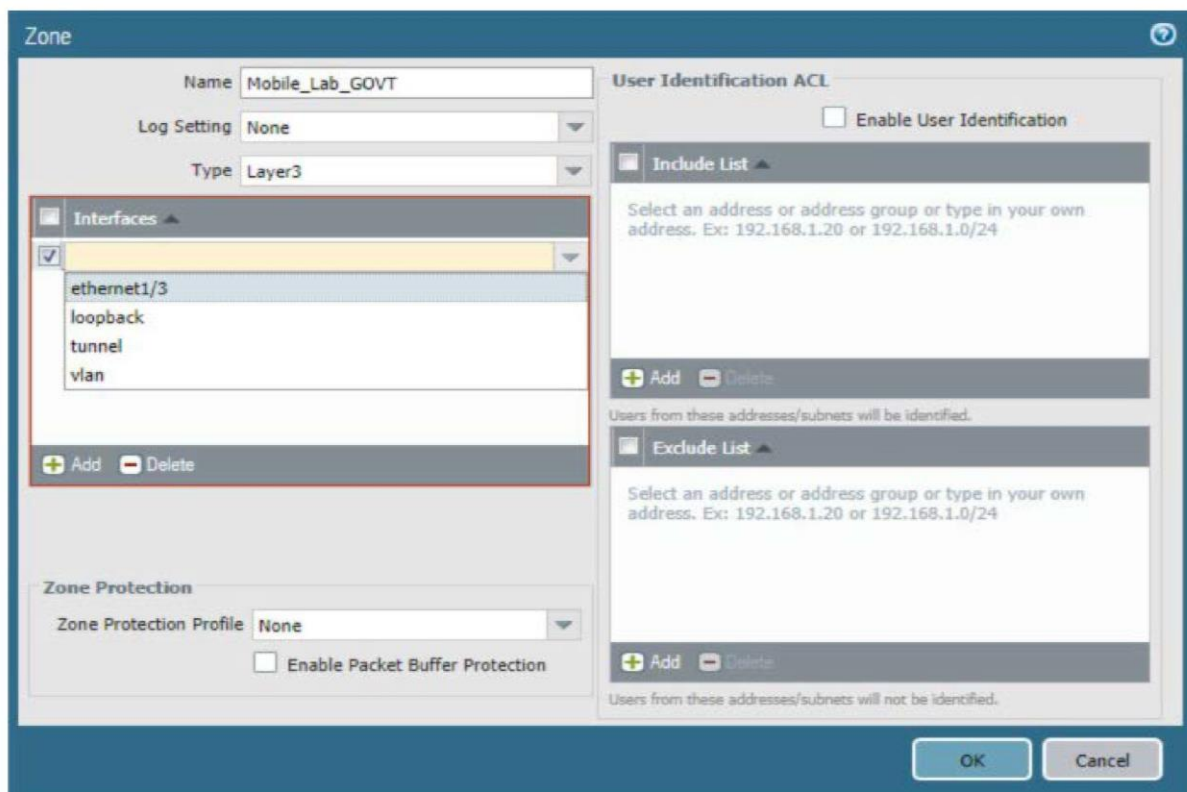 Zone
Name Mobile_Lab_GOVT
Log Setting None
Type Layer3
Interfaces
ethernet1/3
loopback
tunnel
vlan
Add Delete
Zone Protection
Zone Protection Profile None
Enable Packet Buffer Protection
User Identification ACL
Enable User Identification
Include List
Select an address or address group or type in your own
address. Ex: 192.168.1.20 or 192.168.1.0/24
Add Delete
Users from these addresses/subnets will be identified.
Exclude List
Select an address or address group or type in your own
address. Ex: 192.168.1.20 or 192.168.1.0/24
Add Delete
Users from these addresses/subnets will not be identified.
OK Cancel